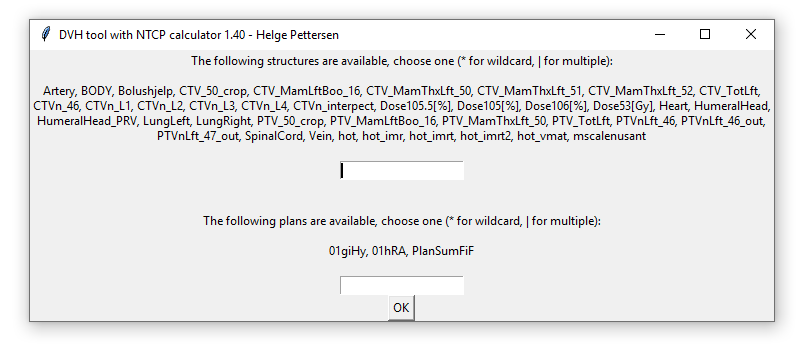 DVH tool with NTCP calculator 1.40 - Helge Pettersen
The following structures are available, choose one (* for wildcard, | for multiple):
Artery, BODY, Bolushjelp, CTV_50_crop, CTV_MamLftBoo_16, CTV_MamThxLft_50, CTV_MamThxLft_51, CTV_MamThxLft_52, CTV_TotLft,
CTVn_46, CTVn_L1, CTVn_L2, CTVn_L3, CTVn_L4, CTVn_interpect, Dose105.5[%], Dose105[%], Dose106[%], Dose53[Gy], Heart, HumeralHead,
HumeralHead_PRV, LungLeft, LungRight, PTV_50_crop, PTV_MamLftBoo_16, PTV_MamThxLft_50, PTV_TotLft, PTVnLft_46, PTVnLft_46_out,
PTVnLft_47_out, SpinalCord, Vein, hot, hot_imr, hot_imrt, hot_imrt2, hot_vmat, mscalenusant
The following plans are available, choose one (* for wildcard, | for multiple):
01giHy, 01hRA, PlanSumFiF
OK